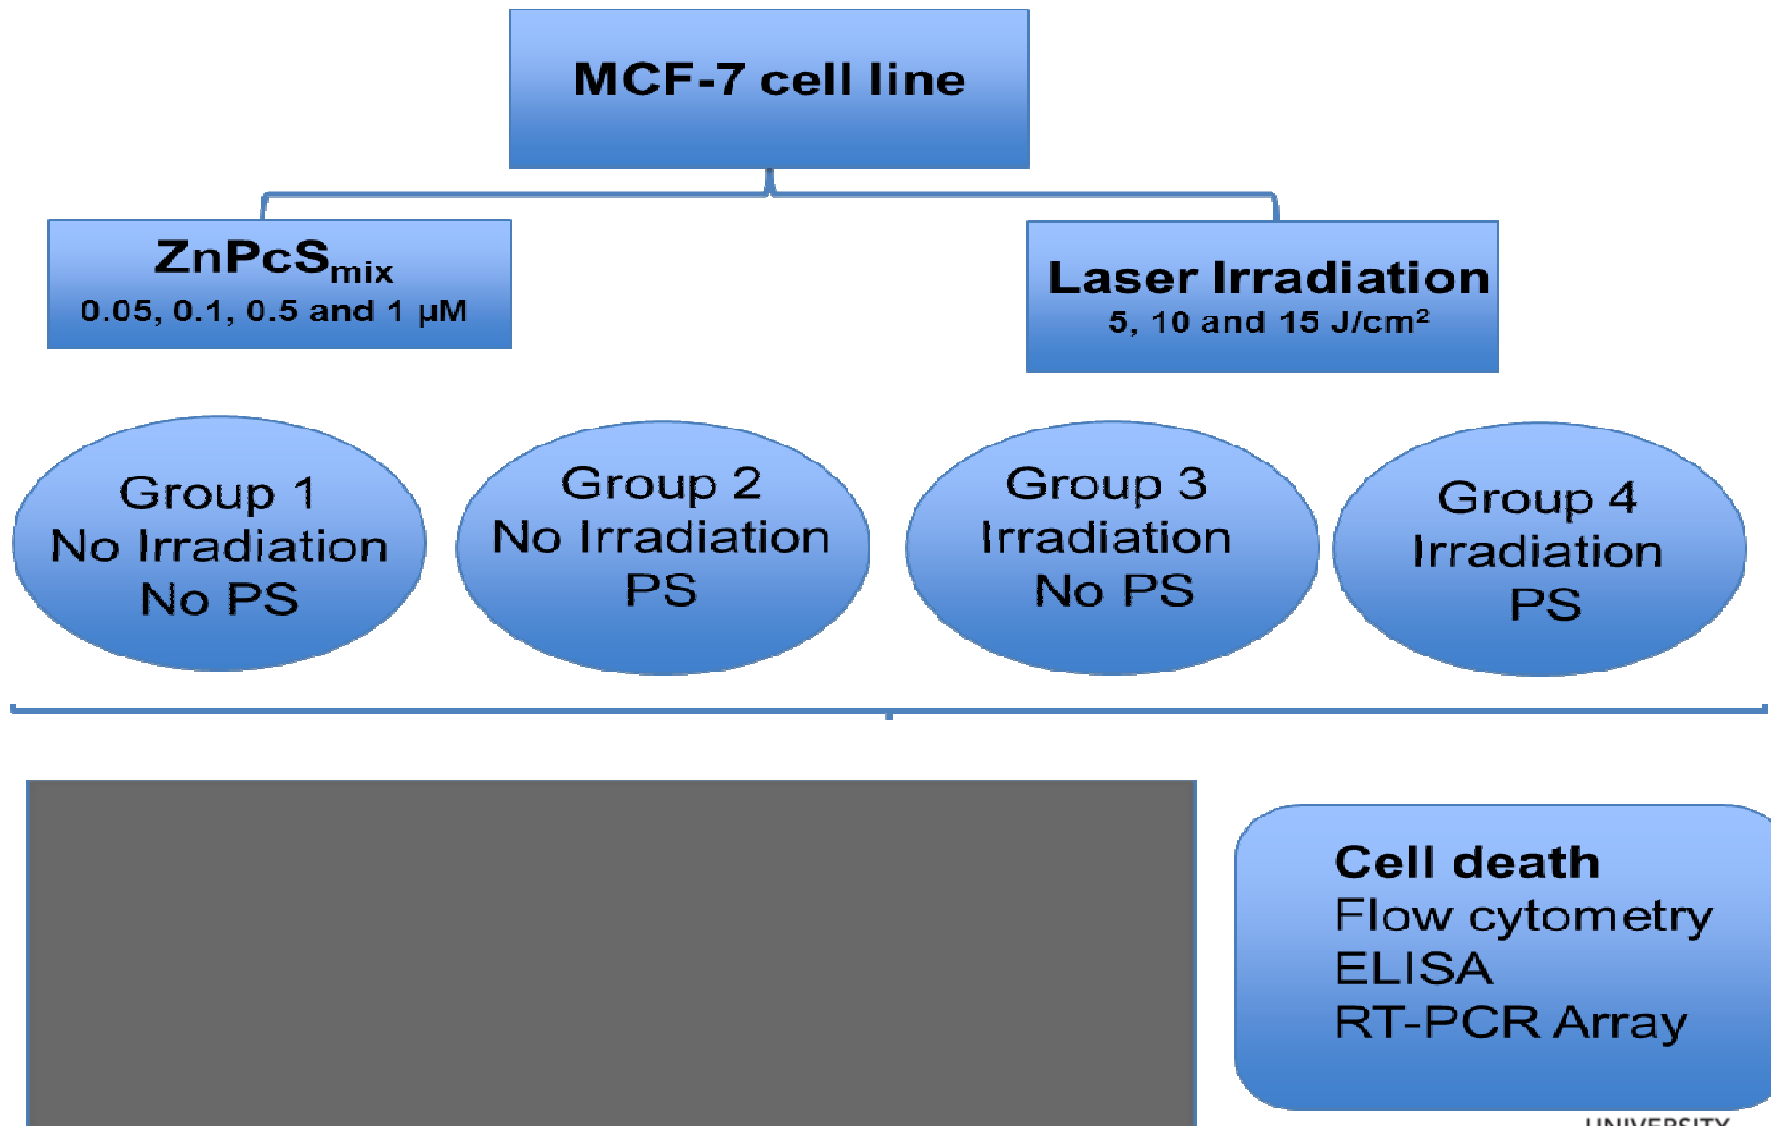 MCF-7 cell line
ZnPcSmix
0.05, 0.1, 0.5 and 1 µM
Laser Irradiation
5, 10 and 15 J/cm²
Group 1
No Irradiation
No PS
Group 2
No Irradiation
PS
Group 3
Irradiation
No PS
Group 4
Irradiation
PS
Cell death
Flow cytometry
ELISA
RT-PCR Array
UNIVERSITY